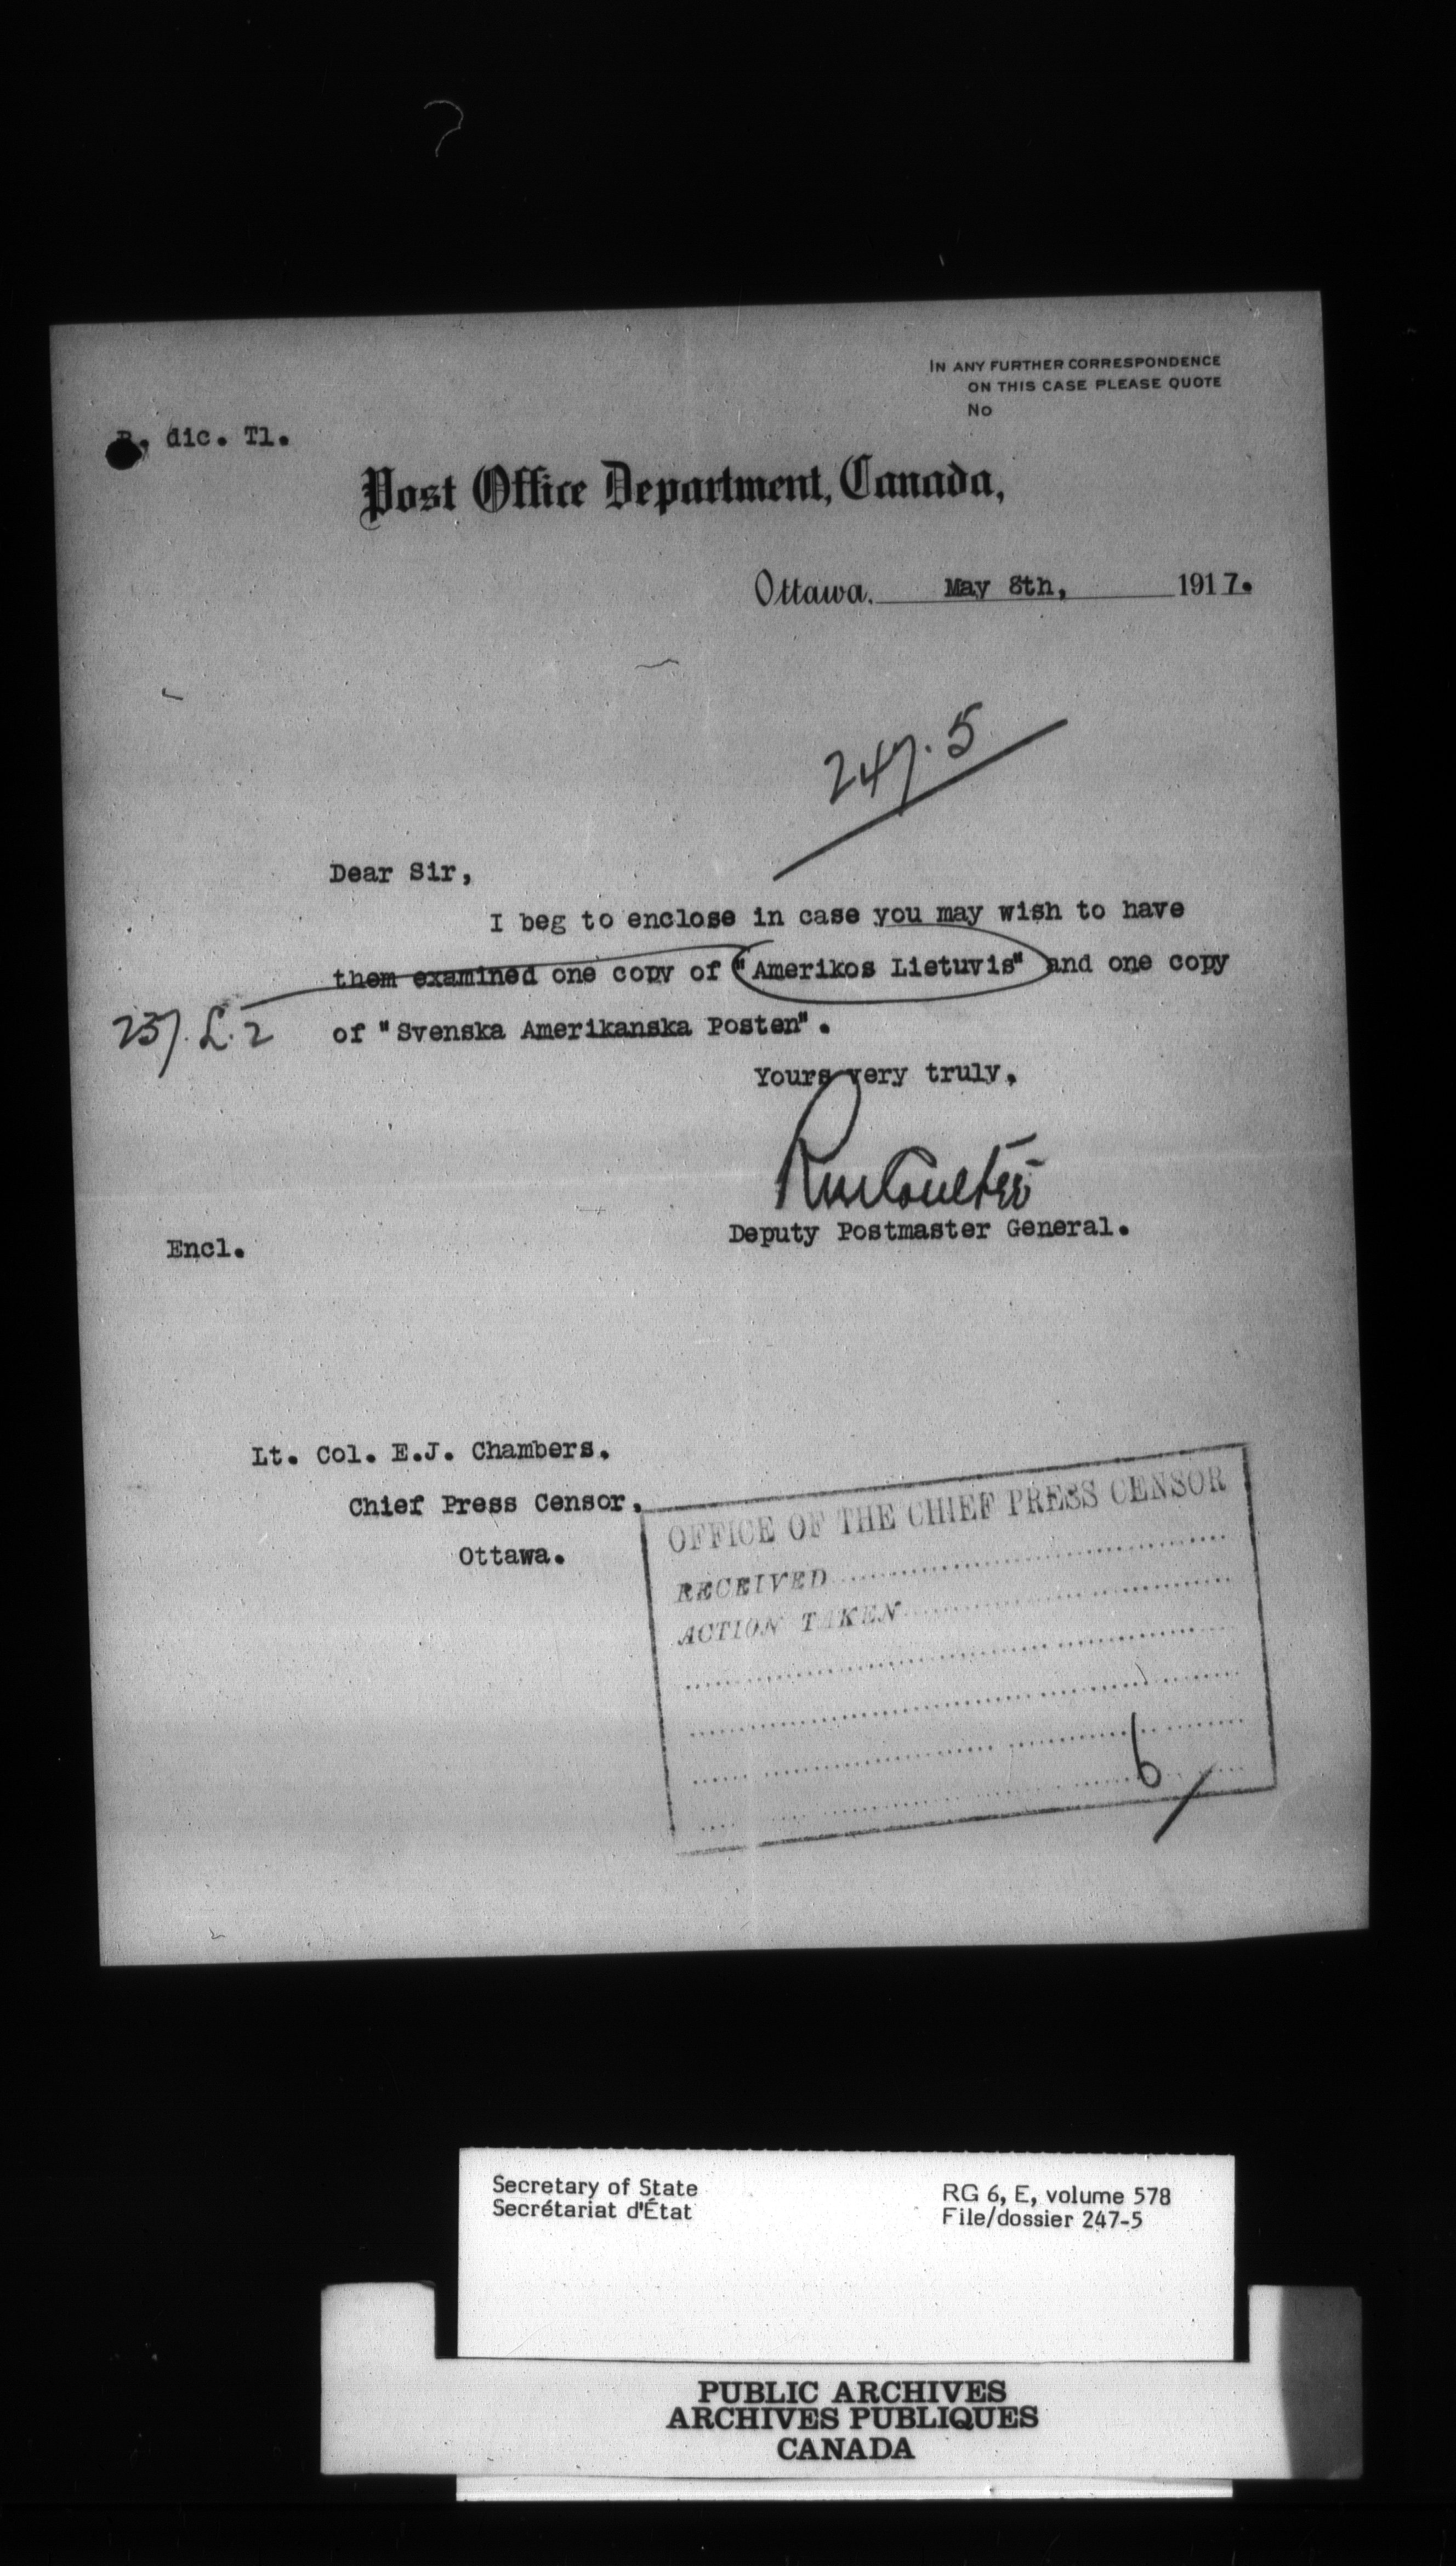 IN ANY FURTHER CORRESPONDENCE
ON THIS CASE PLEASE QUOTE
No
dic. Tl.
Post Office Department, Canada,
Ottawa. May 8th, 1917.
247.5
Dear Sir,
I beg to enclose in case you may wish to have
them examined one copy of "Amerikos Lietuvis" and one copy
237.L.2 of "Svenska Amerikanska Posten".
Yours very truly,
RMCoulter
Deputy Postmaster General.
Encl.
Lt. Col. E.J. Chambers,
Chief Press Censor,
Ottawa.
OFFICE OF THE CHIEF PRESS CENSOR
RECEIVED
ACTION TAKEN
6
Secretary of State
Secrétariat d'État
RG 6, E, volume 578
File/dossier 247-5
PUBLIC ARCHIVES
ARCHIVES PUBLIQUES
CANADA